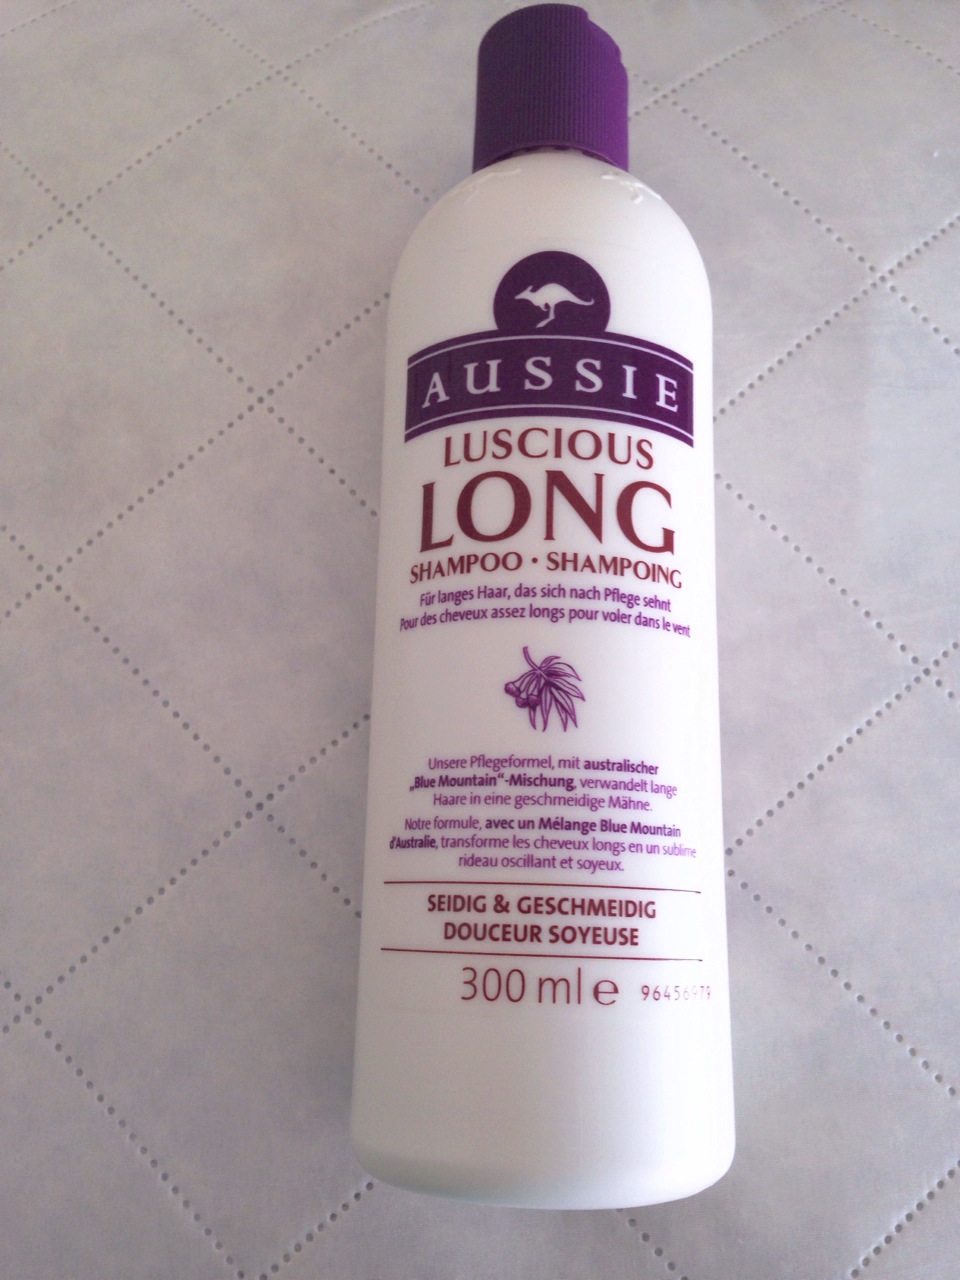 AUSSIE
LUSCIOUS
LONG
SHAMPOO • SHAMPOING
Für langes Haar, das sich nach Pflege sehnt
Pour des cheveux assez longs pour voler dans le vent
Unsere Pflegeformel, mit australischer
„Blue Mountain“-Mischung, verwandelt lange
Haare in eine geschmeidige Mähne.
Notre formule, avec un Mélange Blue Mountain
d'Australie, transforme les cheveux longs en un sublime
rideau oscillant et soyeux.
SEIDIG & GESCHMEIDIG
DOUCEUR SOYEUSE
300 ml e 96456979